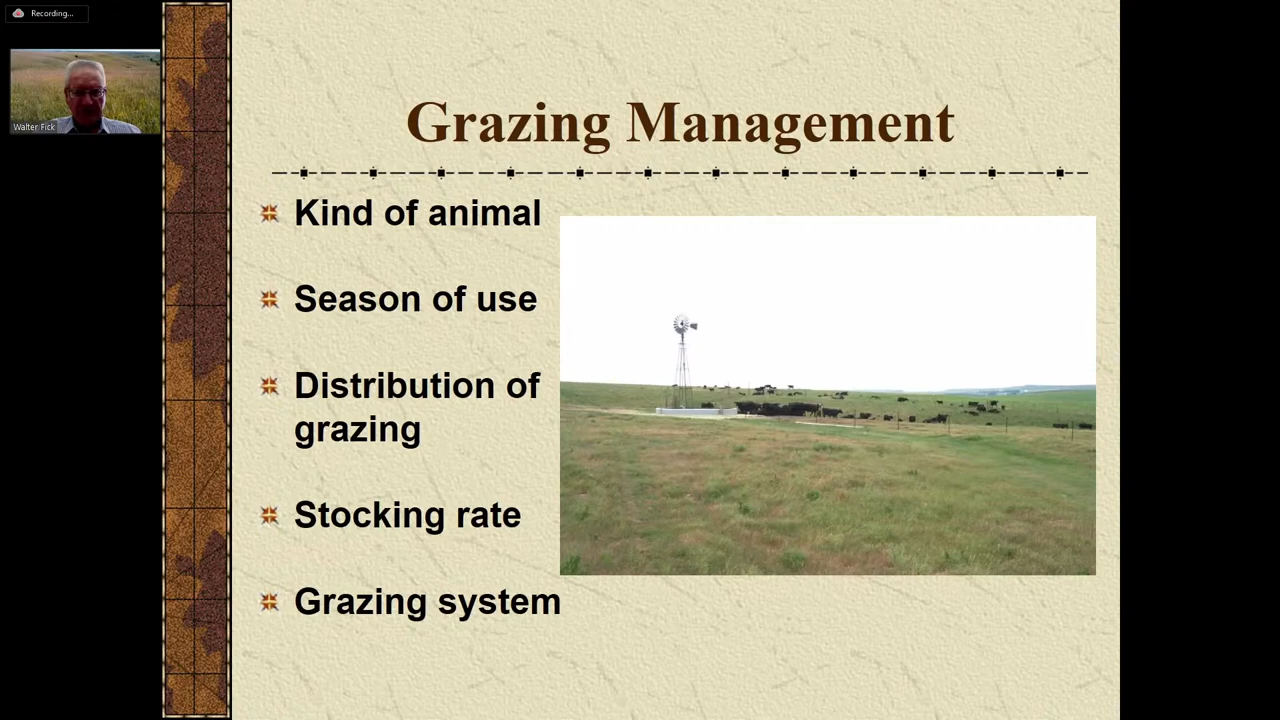 Recording...
Walter Fick
Grazing Management
Kind of animal
Season of use
Distribution of
grazing
Stocking rate
Grazing system